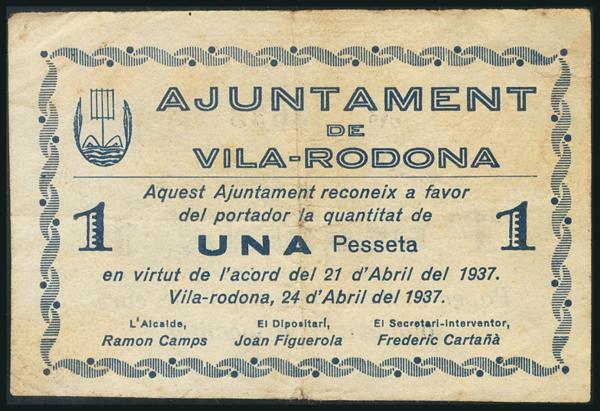 AJUNTAMENT
DE
VILA-RODONA
Aquest Ajuntament reconeix a favor
del portador la quantitat de
1
UNA Pesseta
1
en virtut de l'acord del 21 d'Abril del 1937.
Vila-rodona, 24 d'Abril del 1937.
L'Alcalde,
Ramon Camps
El Dipositari,
Joan Figuerola
El Secretari-Interventor,
Frederic Cartañà